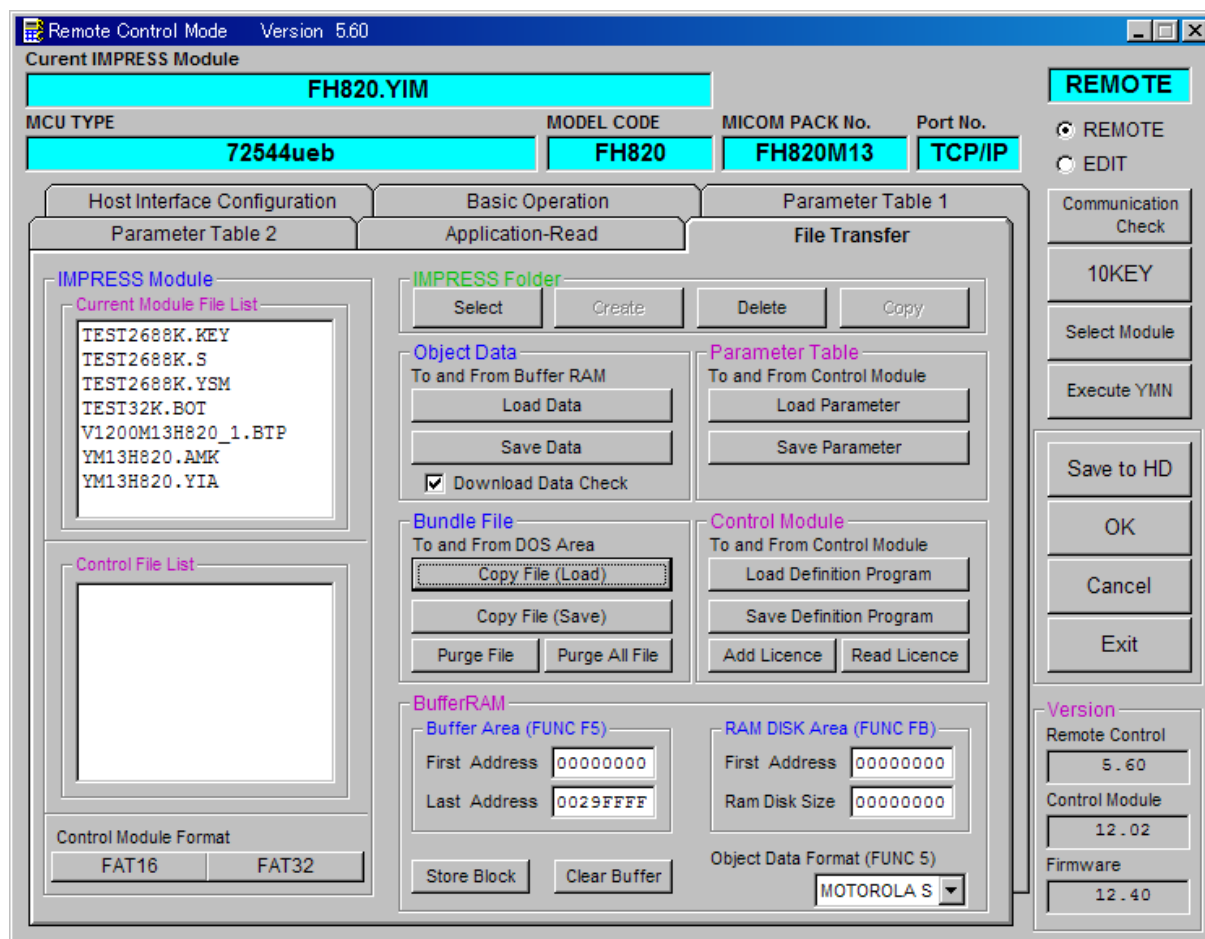 Remote Control Mode Version 5.60
Curent IMPRESS Module
FH820.YIM
REMOTE
MCU TYPE MODEL CODE MICOM PACK No. Port No.
72544ueb FH820 FH820M13 TCP/IP
REMOTE
EDIT
Host Interface Configuration Basic Operation Parameter Table 1
Parameter Table 2 Application-Read File Transfer
Communication
Check
10KEY
Select Module
Execute YMN
Save to HD
OK
Cancel
Exit
IMPRESS Module
Current Module File List
TEST2688K.KEY
TEST2688K.S
TEST2688K.YSM
TEST32K.BOT
V1200M13H820_1.BTP
YM13H820.AMK
YM13H820.YIA
Control File List
Control Module Format
FAT16 FAT32
IMPRESS Folder
Select Create Delete Copy
Object Data
To and From Buffer RAM
Load Data
Save Data
Download Data Check
Parameter Table
To and From Control Module
Load Parameter
Save Parameter
Bundle File
To and From DOS Area
Copy File (Load)
Copy File (Save)
Purge File Purge All File
Control Module
To and From Control Module
Load Definition Program
Save Definition Program
Add Licence Read Licence
BufferRAM
Buffer Area (FUNC F5)
First Address 00000000
Last Address 0029FFFF
RAM DISK Area (FUNC FB)
First Address 00000000
Ram Disk Size 00000000
Store Block Clear Buffer
Object Data Format (FUNC 5)
MOTOROLA S
Version
Remote Control
5.60
Control Module
12.02
Firmware
12.40